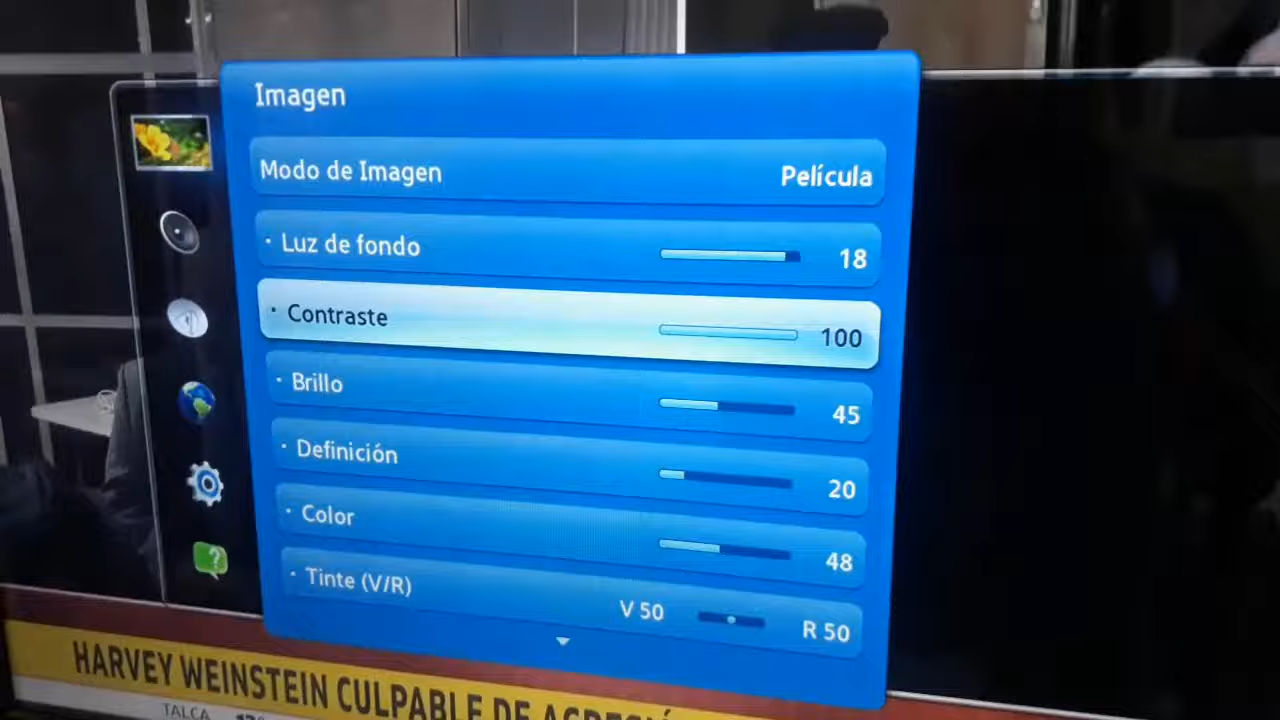 Imagen
Modo de Imagen Película
· Luz de fondo 18
· Contraste 100
· Brillo 45
· Definición 20
· Color 48
· Tinte (V/R) V 50 R 50
?
HARVEY WEINSTEIN CULPABLE DE
TALCA